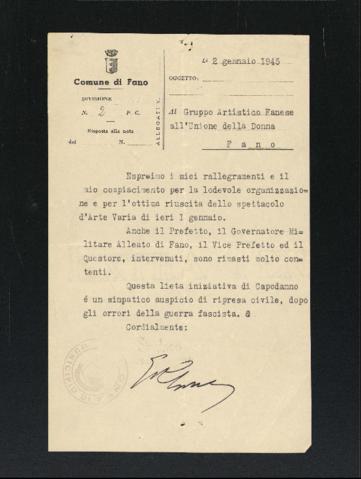 Lì 2 gennaio 1945
Comune di Fano
OGGETTO:
DIVISIONE
N. 2 P. C.
ALLEGATI N.
Risposta alla nota
del N.
Al Gruppo Artistico Fanese
all'Unione della Donna
Fano
Esprimo i miei rallegramenti e il
mio compiacimento per la lodevole organizzazio-
ne e per l'ottima riuscita dello spettacolo
d'Arte Varia di ieri I gennaio.
Anche il Prefetto, il Governatore Mi-
litare Alleato di Fano, il Vice Prefetto ed il
Questore, intervenuti, sono rimasti molto con-
tenti.
Questa lieta iniziativa di Capodanno
é un simpatico auspicio di ripresa civile, dopo
gli orrori della guerra fascista. &
Cordialmente: